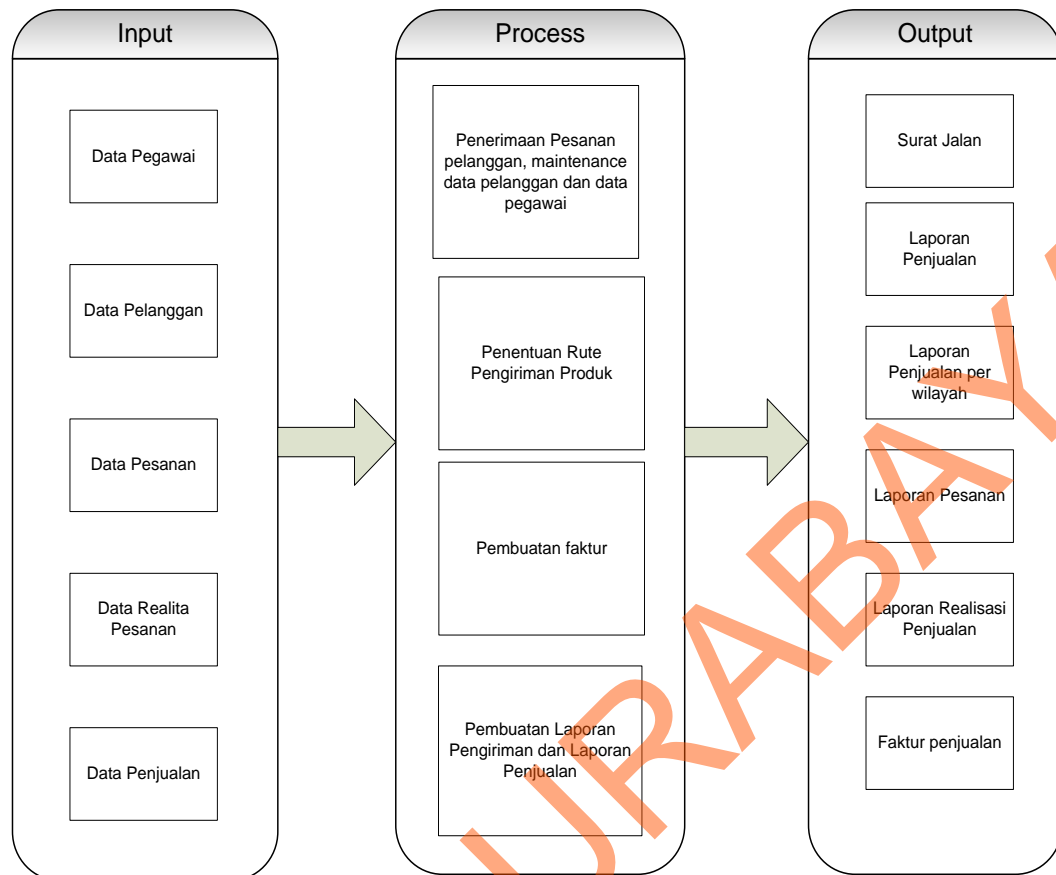 Input
Data Pegawai
Data Pelanggan
Data Pesanan
Data Realita
Pesanan
Data Penjualan
Process
Penerimaan Pesanan
pelanggan, maintenance
data pelanggan dan data
pegawai
Penentuan Rute
Pengiriman Produk
Pembuatan faktur
Pembuatan Laporan
Pengiriman dan Laporan
Penjualan
Output
Surat Jalan
Laporan
Penjualan
Laporan
Penjualan per
wilayah
Laporan Pesanan
Laporan Realisasi
Penjualan
Faktur penjualan
URABAYA